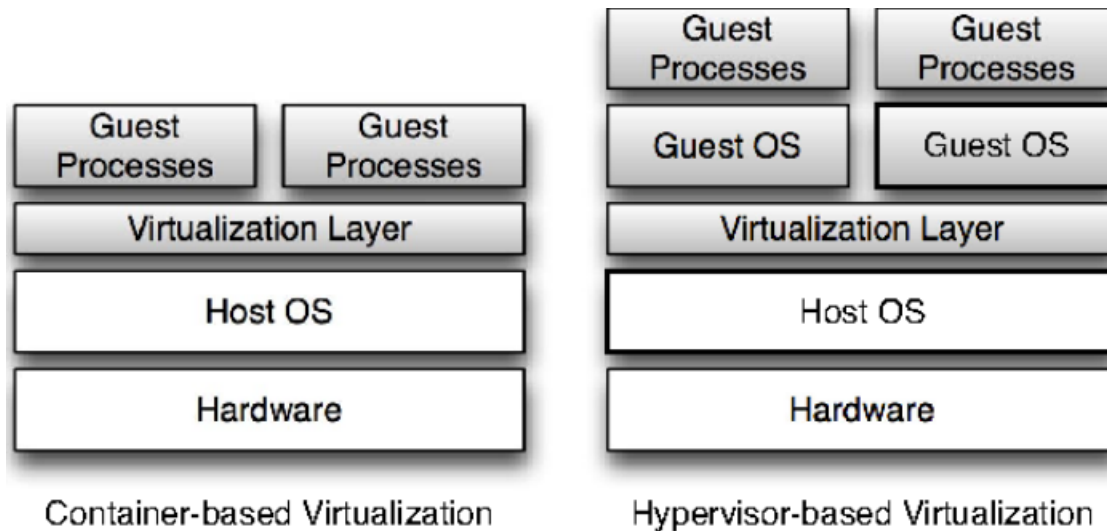 Guest
Processes
Guest
Processes
Virtualization Layer
Host OS
Hardware
Container-based Virtualization
Guest
Processes
Guest
Processes
Guest OS
Guest OS
Virtualization Layer
Host OS
Hardware
Hypervisor-based Virtualization